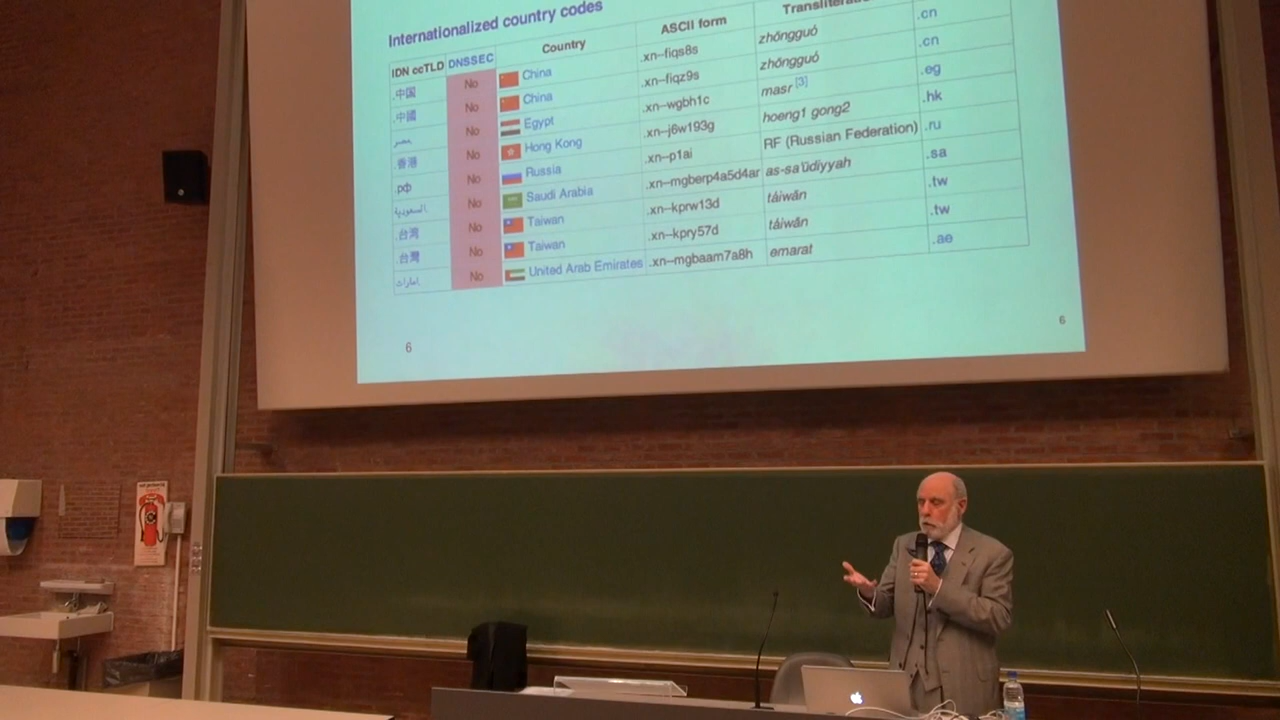 Internationalized country codes
IDN ccTLD DNSSEC Country ASCII form
.中国 No China .xn--fiqs8s zhōngguó .cn
.中國 No China .xn--fiqz9s zhōngguó .cn
مصر No Egypt .xn--wgbh1c masr [3] .eg
.香港 No Hong Kong .xn--j6w193g hoeng1 gong2 .hk
.рф No Russia .xn--p1ai RF (Russian Federation) .ru
السعودية. No Saudi Arabia .xn--mgberp4a5d4ar as-sa'ūdiyyah .sa
.台湾 No Taiwan .xn--kprw13d táiwān .tw
.台灣 No Taiwan .xn--kpry57d táiwān .tw
امارات. No United Arab Emirates .xn--mgbaam7a8h emarat .ae
6
6